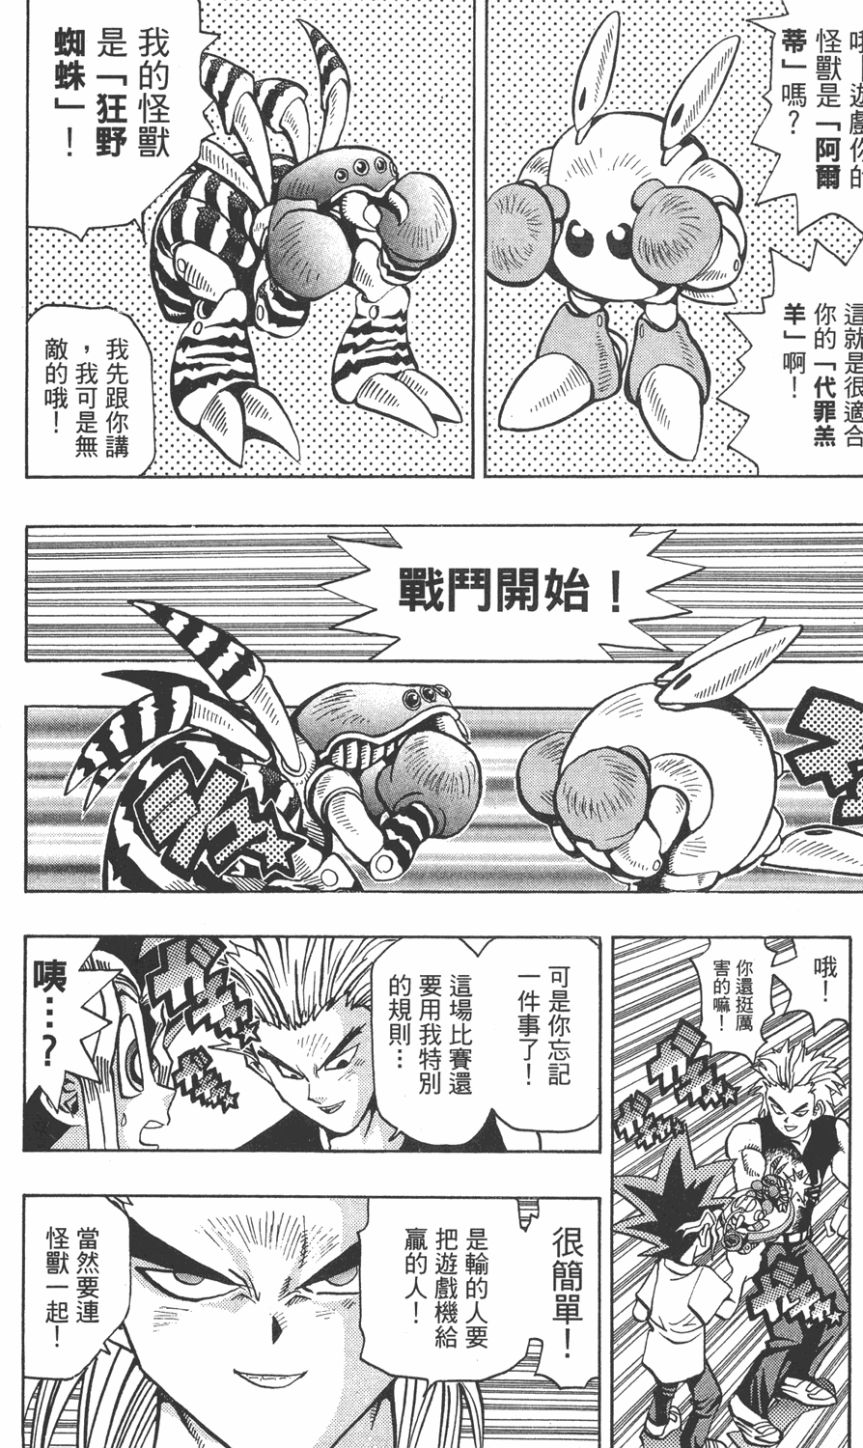 哦！遊戲你的
怪獸是「阿爾
蒂」嗎？
這就是很適合
你的「代罪羔
羊」啊！
我的怪獸
是「狂野
蜘蛛」！
我先跟你講
，我可是無
敵的哦！
戰鬥開始！
哦！
你還挺厲
害的嘛！
可是你忘記
一件事了！
這場比賽還
要用我特別
的規則…
咦…？
很簡單！
是輸的人要
把遊戲機給
贏的人！
當然要連
怪獸一起！